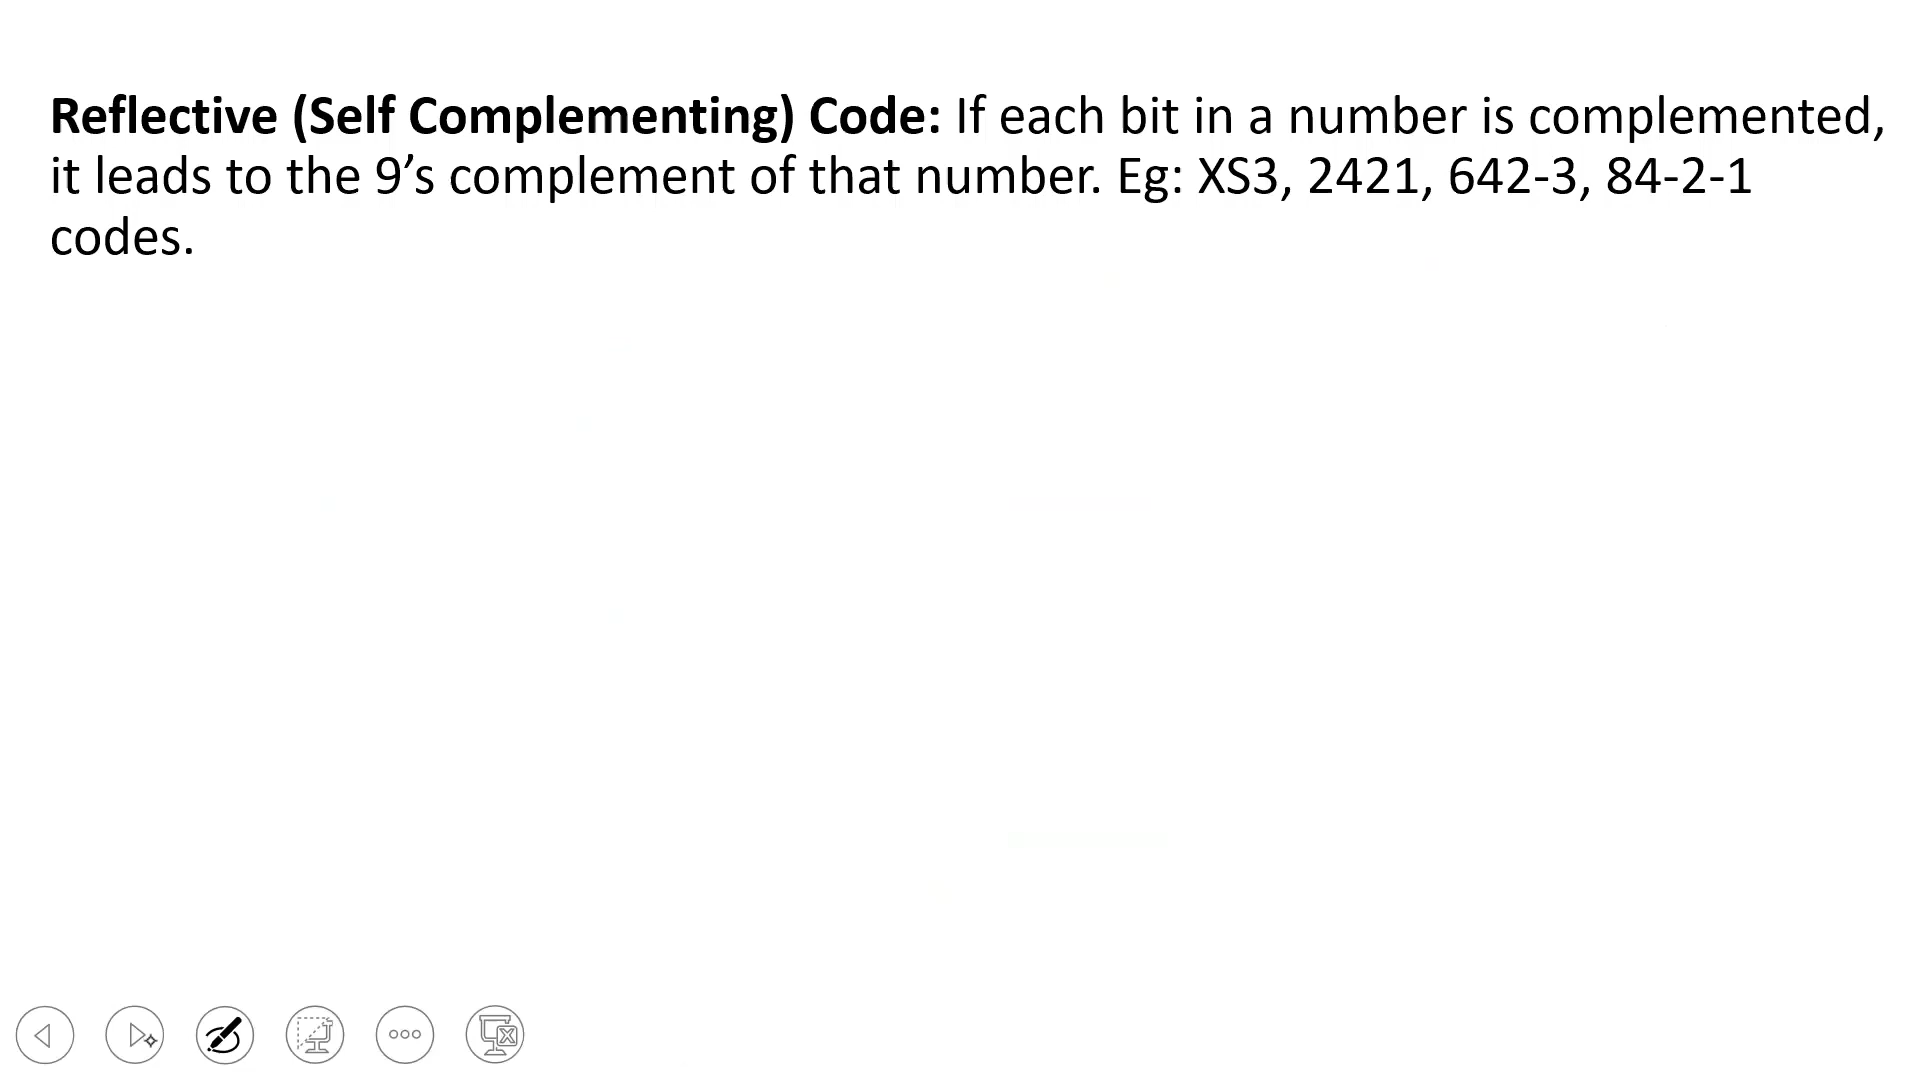 Reflective (Self Complementing) Code: If each bit in a number is complemented,
it leads to the 9’s complement of that number. Eg: XS3, 2421, 642-3, 84-2-1
codes.